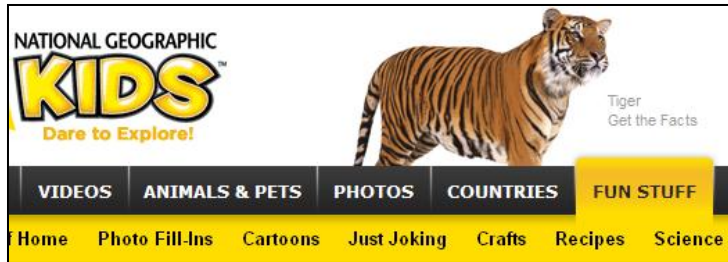 NATIONAL GEOGRAPHIC
KIDS™
Dare to Explore!
Tiger
Get the Facts
VIDEOS ANIMALS & PETS PHOTOS COUNTRIES FUN STUFF
Home Photo Fill-Ins Cartoons Just Joking Crafts Recipes Science